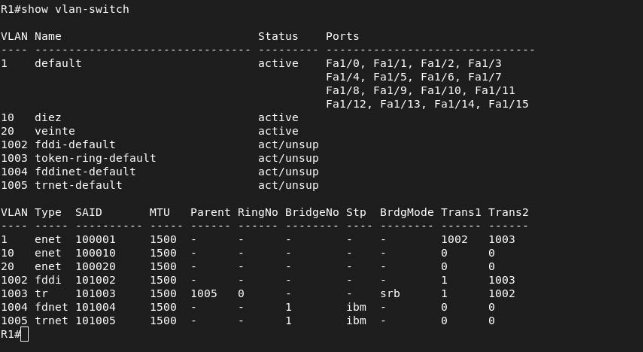 R1#show vlan-switch
VLAN Name                             Status    Ports
---- -------------------------------- --------- -------------------------------
1    default                          active    Fa1/0, Fa1/1, Fa1/2, Fa1/3
                                                Fa1/4, Fa1/5, Fa1/6, Fa1/7
                                                Fa1/8, Fa1/9, Fa1/10, Fa1/11
                                                Fa1/12, Fa1/13, Fa1/14, Fa1/15
10   diez                             active
20   veinte                           active
1002 fddi-default                     act/unsup
1003 token-ring-default               act/unsup
1004 fddinet-default                  act/unsup
1005 trnet-default                    act/unsup
VLAN Type  SAID       MTU   Parent RingNo BridgeNo Stp  BrdgMode Trans1 Trans2
---- ----- ---------- ----- ------ ------ -------- ---- -------- ------ ------
1    enet  100001     1500  -      -      -        -    -        1002   1003
10   enet  100010     1500  -      -      -        -    -        0      0
20   enet  100020     1500  -      -      -        -    -        0      0
1002 fddi  101002     1500  -      -      -        -    -        1      1003
1003 tr    101003     1500  1005   0      -        -    srb      1      1002
1004 fdnet 101004     1500  -      -      1        ibm  -        0      0
1005 trnet 101005     1500  -      -      1        ibm  -        0      0
R1#